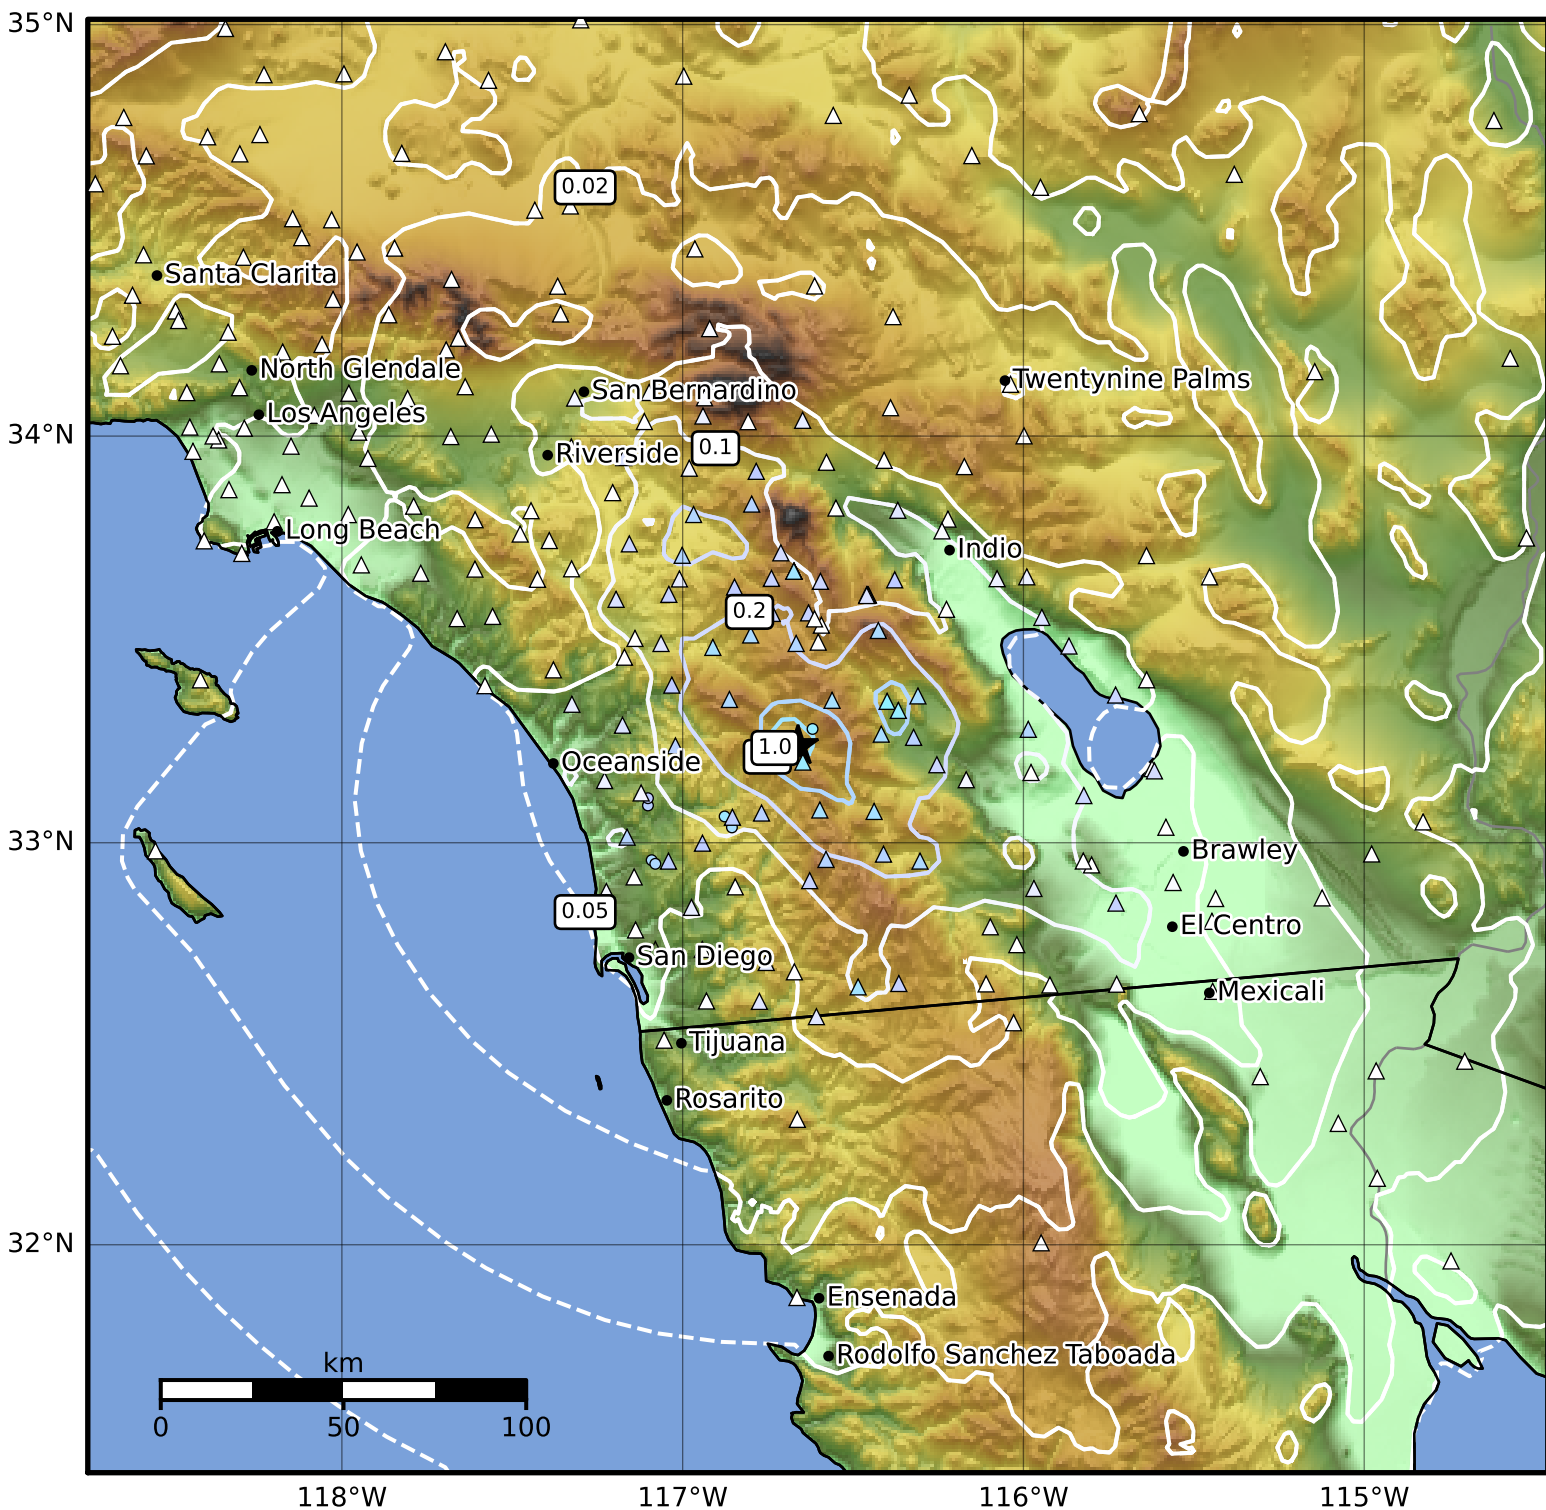 35°N
0.02
Santa Clarita
North Glendale
Twentynine Palms
San Bernardino
Los Angeles
34°N
0.1
Riverside
Long Beach
Indio
0.2
1.0
Oceanside
33°N
Brawley
0.05
El Centro
San Diego
Mexicali
Tijuana
Rosarito
32°N
Ensenada
Rodolfo Sanchez Taboada
km
0 50 100
118°W 117°W 116°W 115°W